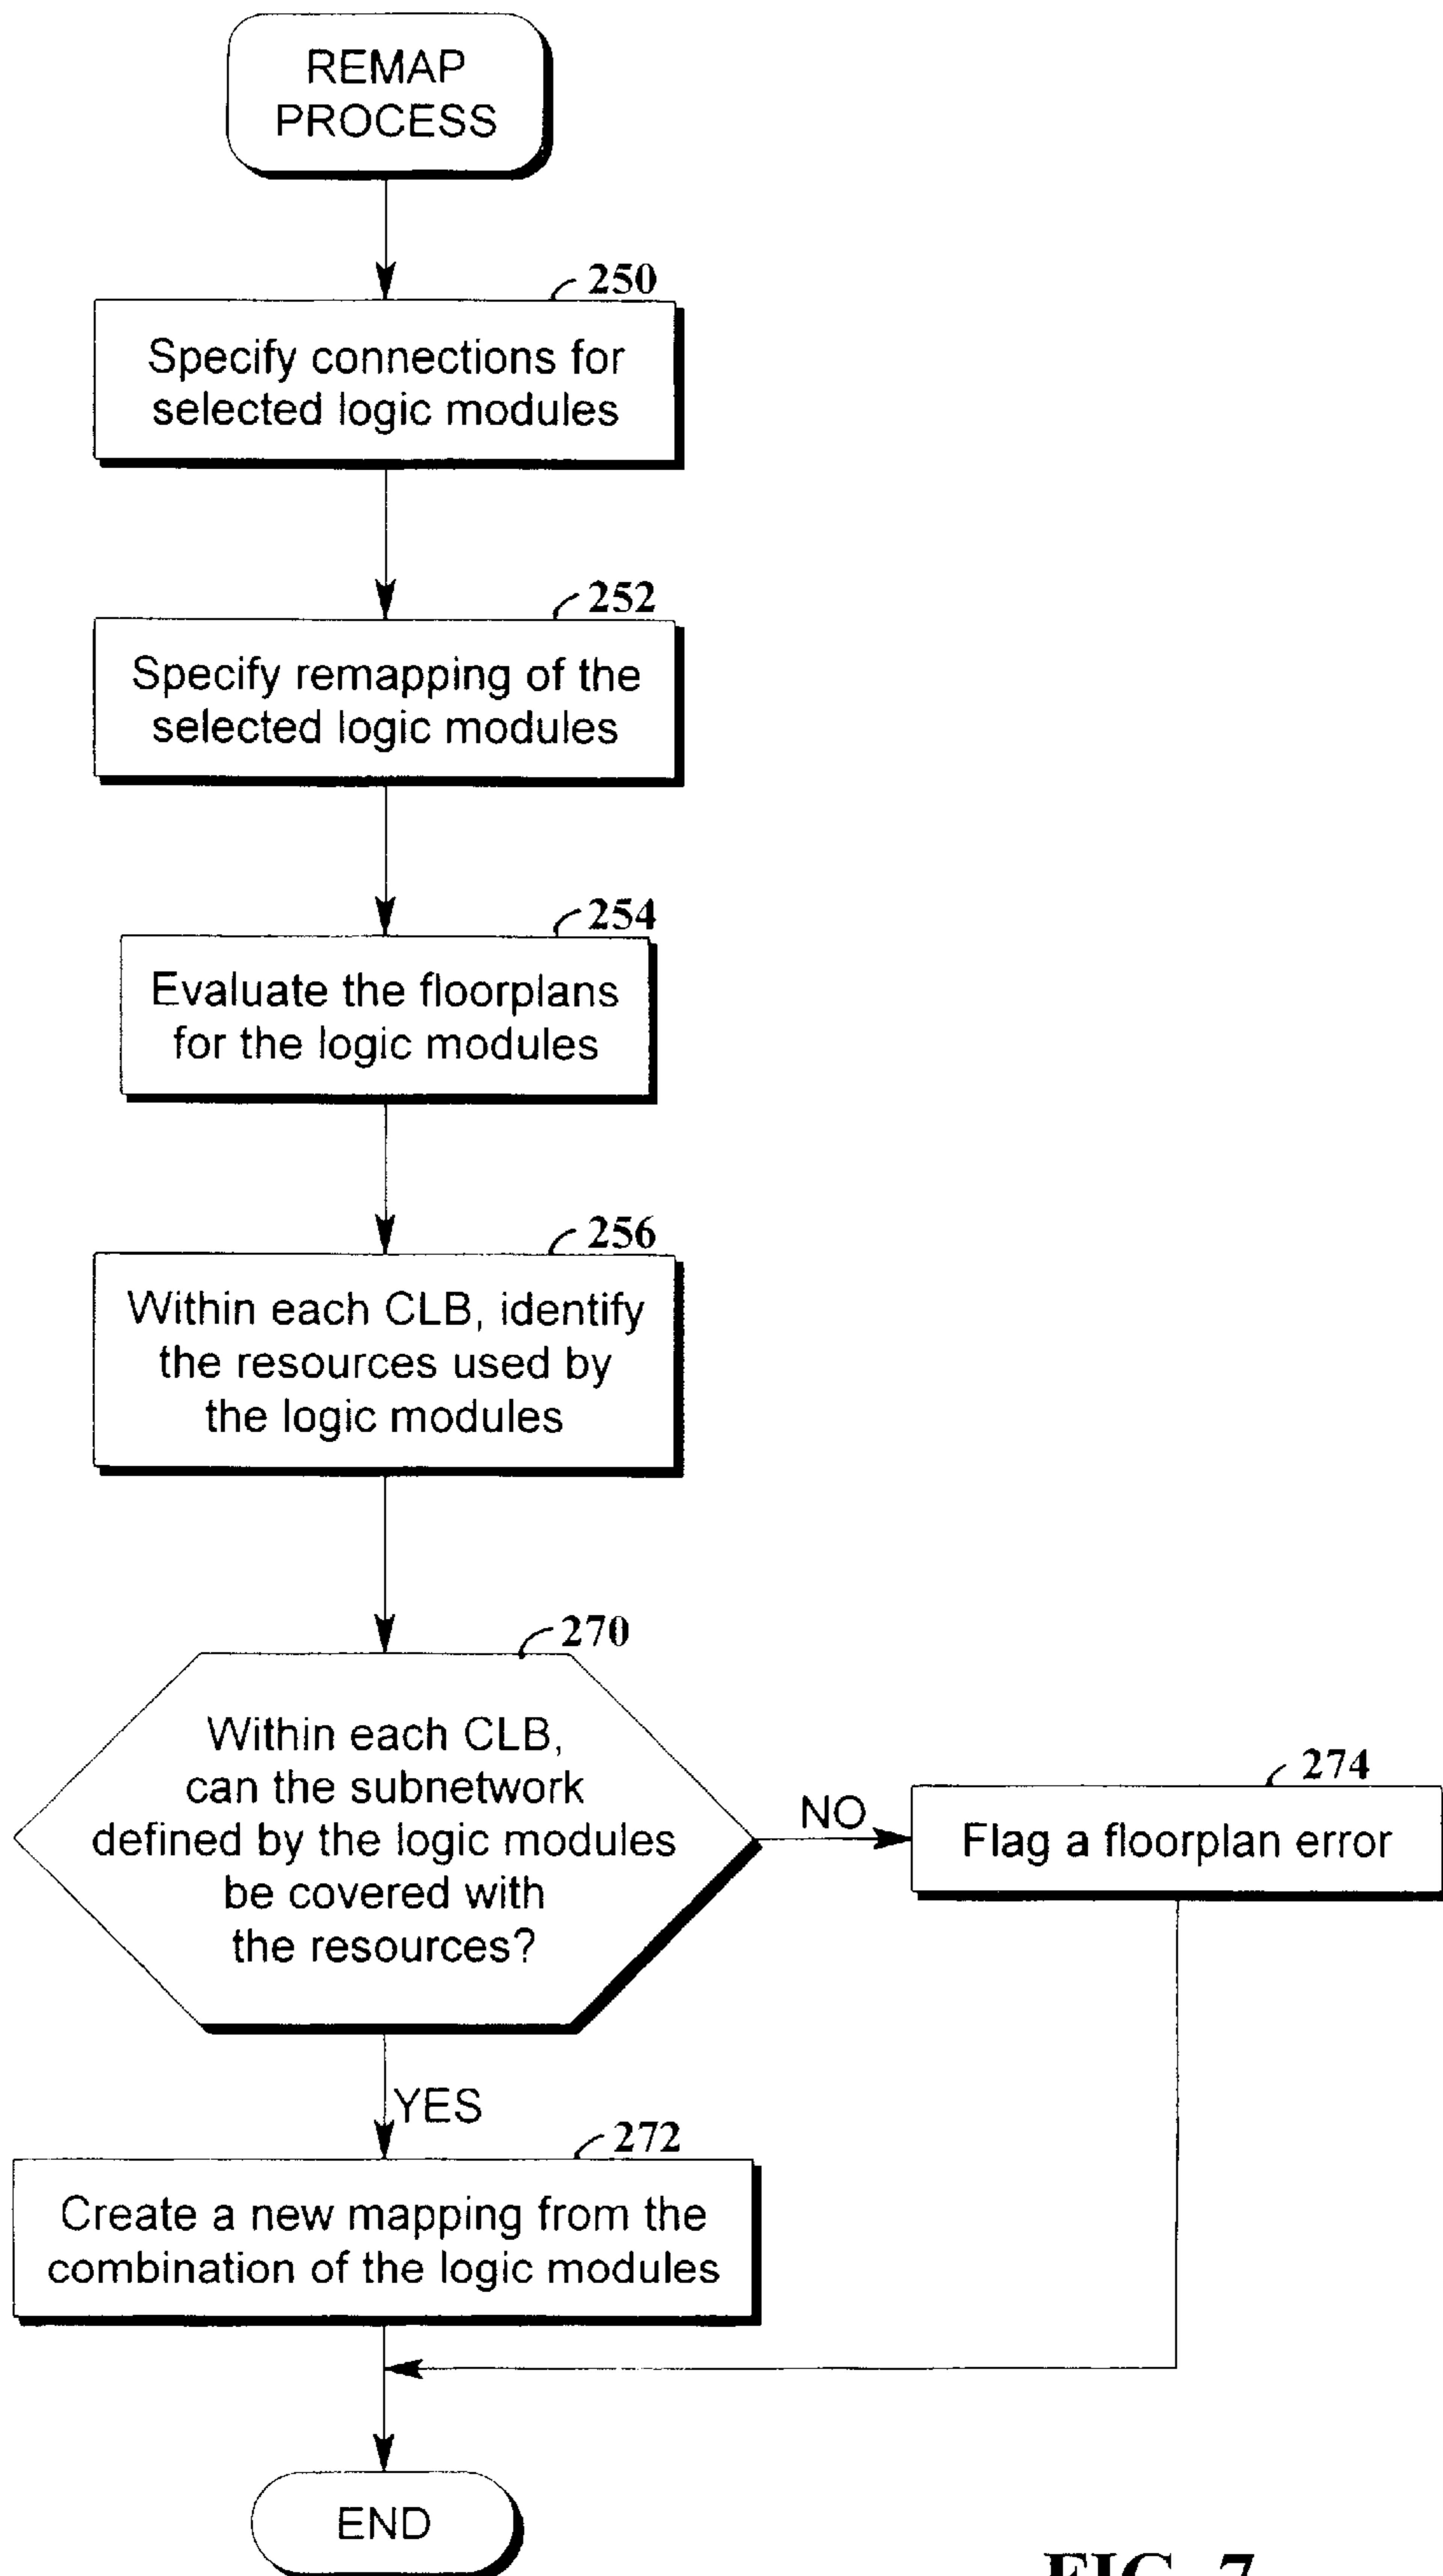 REMAP
PROCESS
250
Specify connections for
selected logic modules
252
Specify remapping of the
selected logic modules
254
Evaluate the floorplans
for the logic modules
256
Within each CLB, identify
the resources used by
the logic modules
270
Within each CLB,
can the subnetwork
defined by the logic modules
be covered with
the resources?
NO
274
Flag a floorplan error
YES
272
Create a new mapping from the
combination of the logic modules
END
FIG. 7